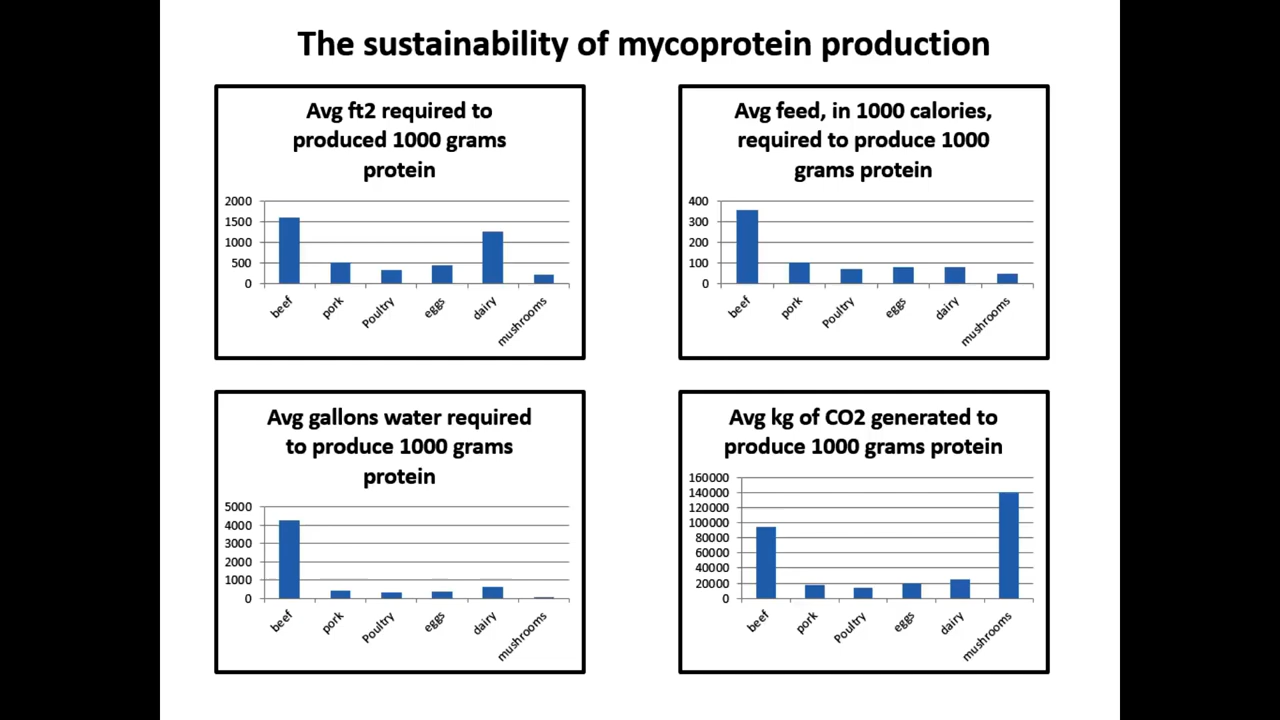 The sustainability of mycoprotein production
Avg ft2 required to
produced 1000 grams
protein
2000
1500
1000
500
0
beef
pork
Poultry
eggs
dairy
mushrooms
Avg feed, in 1000 calories,
required to produce 1000
grams protein
400
300
200
100
0
beef
pork
Poultry
eggs
dairy
mushrooms
Avg gallons water required
to produce 1000 grams
protein
5000
4000
3000
2000
1000
0
beef
pork
Poultry
eggs
dairy
mushrooms
Avg kg of CO2 generated to
produce 1000 grams protein
160000
140000
120000
100000
80000
60000
40000
20000
0
beef
pork
Poultry
eggs
dairy
mushrooms